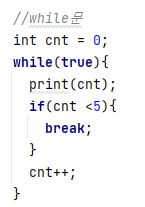 //while문
int cnt = 0;
while(true){
  print(cnt);
  if(cnt <5){
    break;
  }
  cnt++;
}